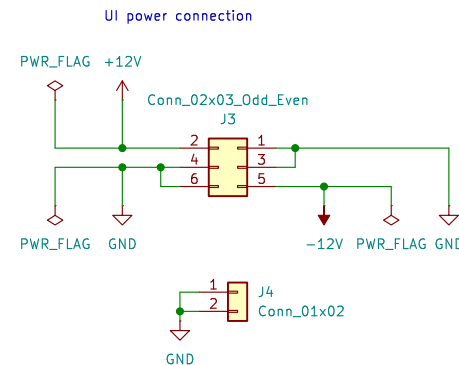 UI power connection
PWR_FLAG +12V
Conn_02x03_Odd_Even
J3
2 1
4 3
6 5
PWR_FLAG GND -12V PWR_FLAG GND
1 J4
2 Conn_01x02
GND